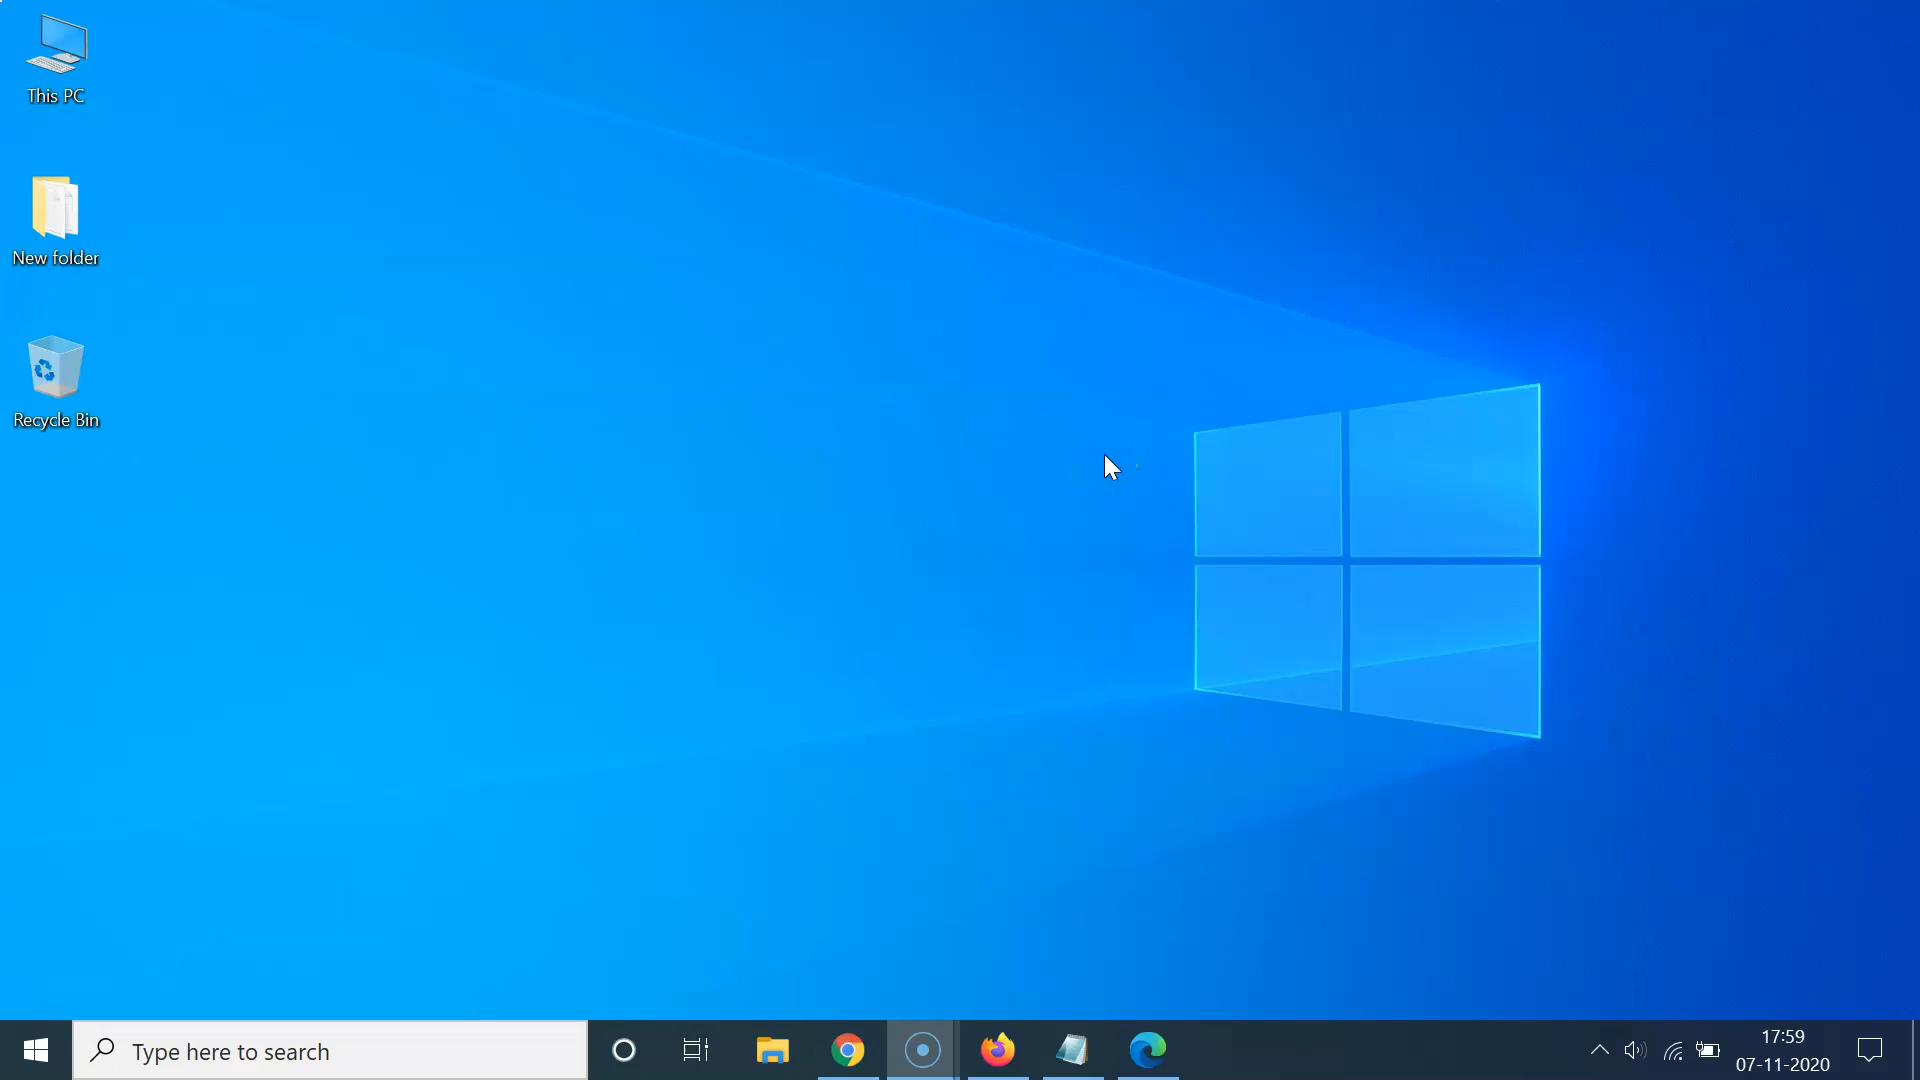 This PC
New folder
Recycle Bin
Type here to search
17:59
07-11-2020